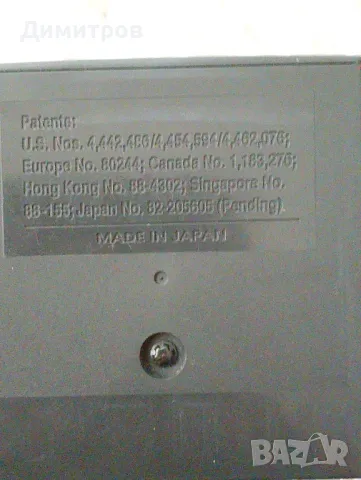 Димитров
Patents:
U.S. Nos. 4,442,486/4,454,594/4,462,076;
Europe No. 80244; Canada No. 1,183,276;
Hong Kong No. 88-4302; Singapore No.
88-155; Japan No. 82-205605 (Pending).
MADE IN JAPAN
BAZAR